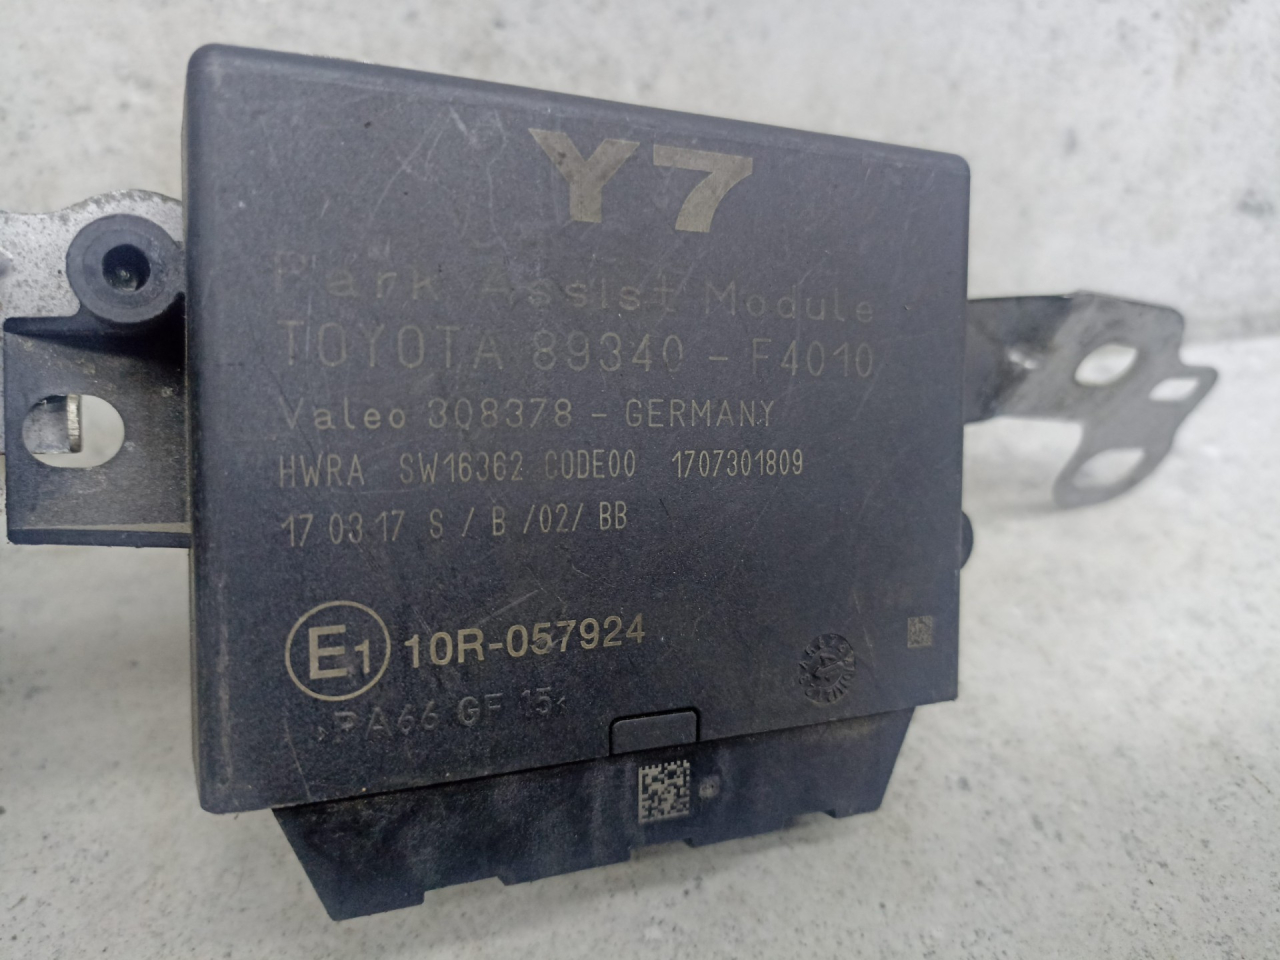 Y7
Park Assist Module
TOYOTA 89340 - F4010
Valeo 308378 - GERMANY
HWRA SW16362 CODE00 1707301809
17 03 17 S / B /02/ BB
E1 10R-057924
>PA66 GF 15<